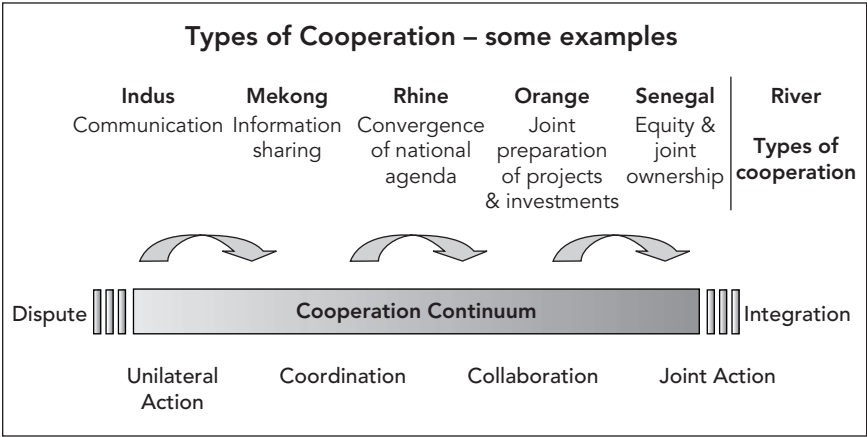 Types of Cooperation – some examples
Indus Mekong Rhine Orange Senegal River
Communication Information Convergence Joint Equity &
sharing of national preparation joint Types of
agenda of projects ownership cooperation
& investments
Dispute Cooperation Continuum Integration
Unilateral Coordination Collaboration Joint Action
Action